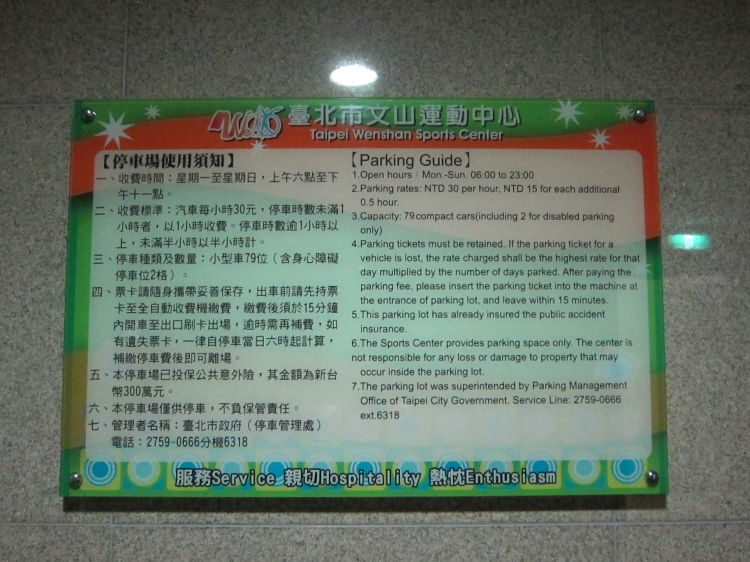 臺北市文山運動中心
Taipei Wenshan Sports Center
【停車場使用須知】
一、收費時間：星期一至星期日，上午六點至下
午十一點。
二、收費標準：汽車每小時30元，停車時數未滿1
小時者，以1小時收費。停車時數逾1小時以
上，未滿半小時以半小時計。
三、停車種類及數量：小型車79位（含身心障礙
停車位2格）。
四、票卡請隨身攜帶妥善保存，出車前請先持票
卡至全自動收費機繳費，繳費後須於15分鐘
內開車至出口刷卡出場，逾時需再補費，如
有遺失票卡，一律自停車當日六時起計算，
補繳停車費後即可離場。
五、本停車場已投保公共意外險，其金額為新台
幣300萬元。
六、本停車場僅供停車，不負保管責任。
七、管理者名稱：臺北市政府（停車管理處）
電話：2759-0666分機6318
【Parking Guide】
1.Open hours：Mon.-Sun. 06:00 to 23:00
2.Parking rates: NTD 30 per hour, NTD 15 for each additional
0.5 hour.
3.Capacity: 79 compact cars(including 2 for disabled parking
only)
4.Parking tickets must be retained. If the parking ticket for a
vehicle is lost, the rate charged shall be the highest rate for that
day multiplied by the number of days parked. After paying the
parking fee, please insert the parking ticket into the machine at
the entrance of parking lot, and leave within 15 minutes.
5.This parking lot has already insured the public accident
insurance.
6.The Sports Center provides parking space only. The center is
not responsible for any loss or damage to property that may
occur inside the parking lot.
7.The parking lot was superintended by Parking Management
Office of Taipei City Government. Service Line: 2759-0666
ext.6318
服務Service 親切Hospitality 熱忱Enthusiasm